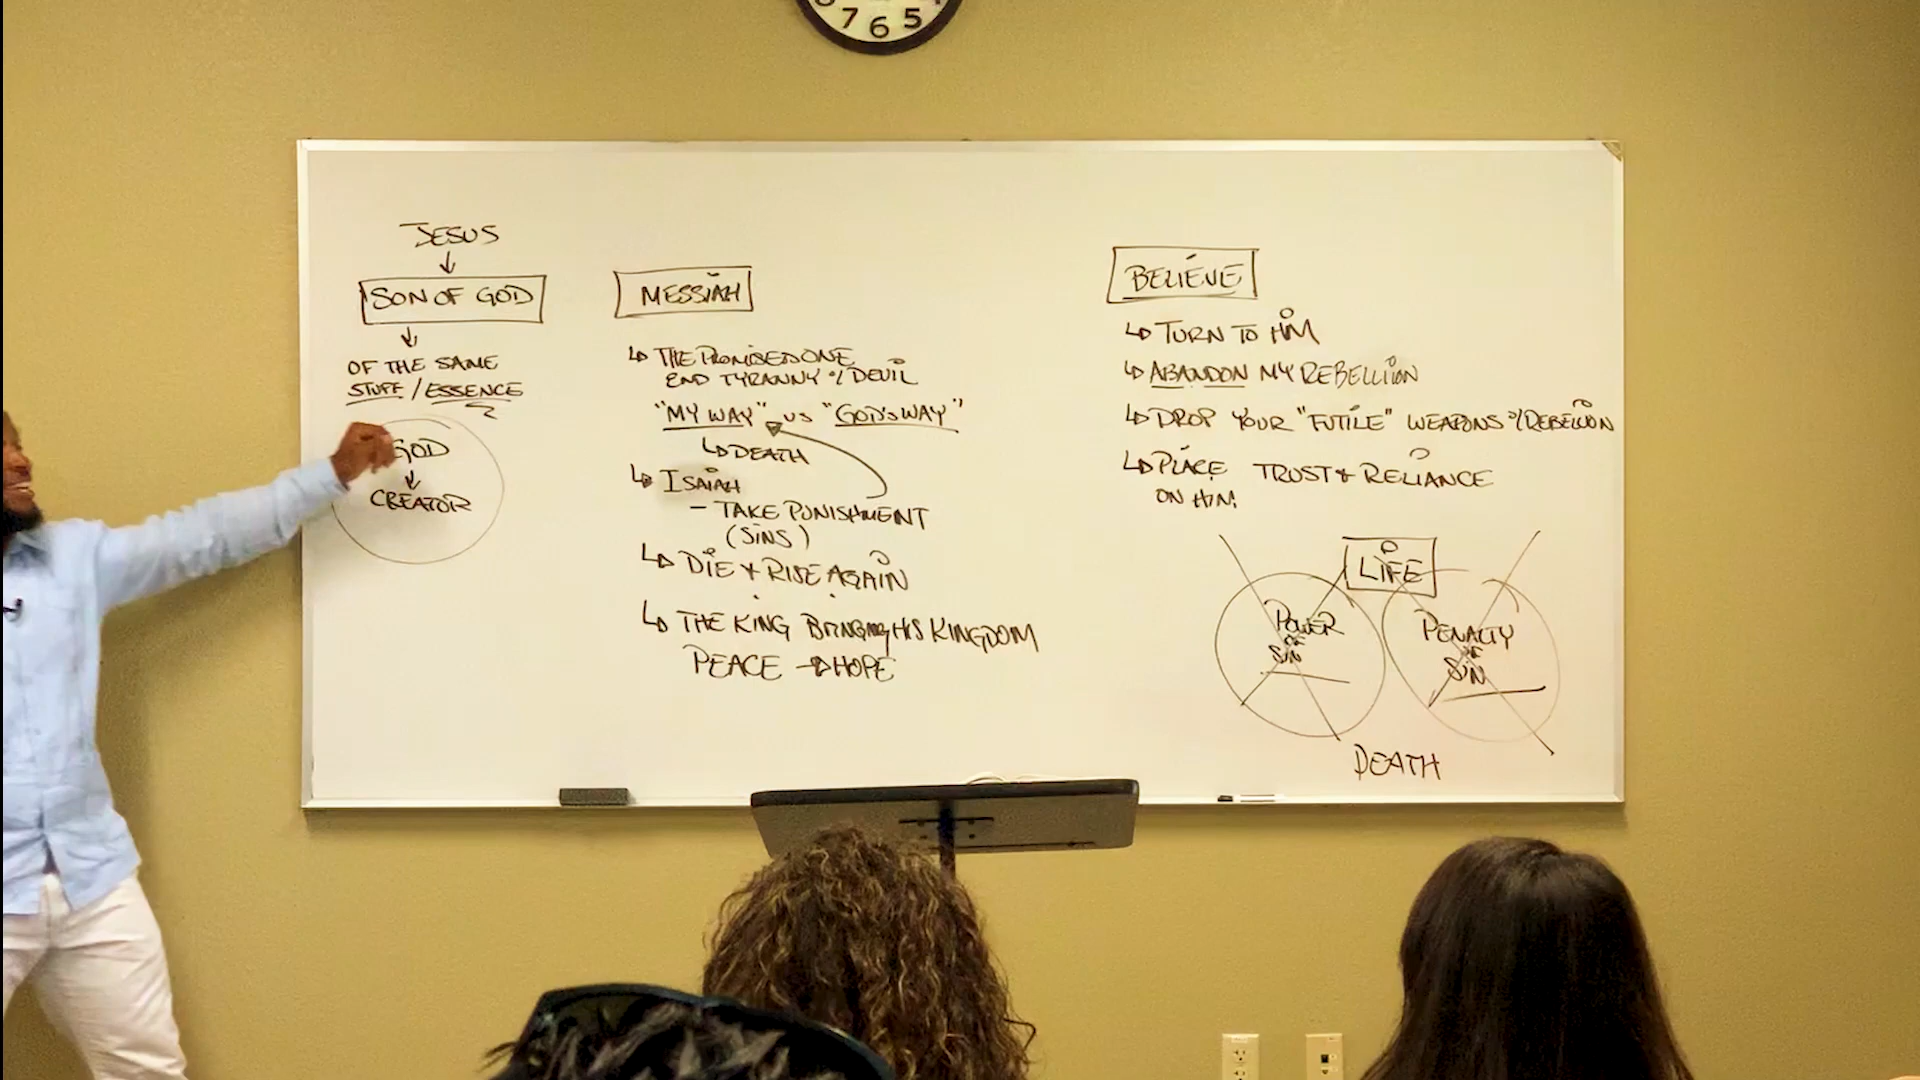 7 6 5
JESUS
SON OF GOD
OF THE SAME
STUFF / ESSENCE
GOD
CREATOR
MESSIAH
THE PROMISED ONE
END TYRANNY O/ DEVIL
"MY WAY" VS "GOD'S WAY"
DEATH
ISAIAH
- TAKE PUNISHMENT
(SINS)
DIE & RISE AGAIN
THE KING BRINGING HIS KINGDOM
PEACE → HOPE
BELIEVE
TURN TO HIM
ABANDON MY REBELLION
DROP YOUR "FUTILE" WEAPONS O/ REBELLION
PLACE TRUST & RELIANCE
ON HIM
LIFE
POWER
OF
SIN
PENALTY
OF
SIN
DEATH